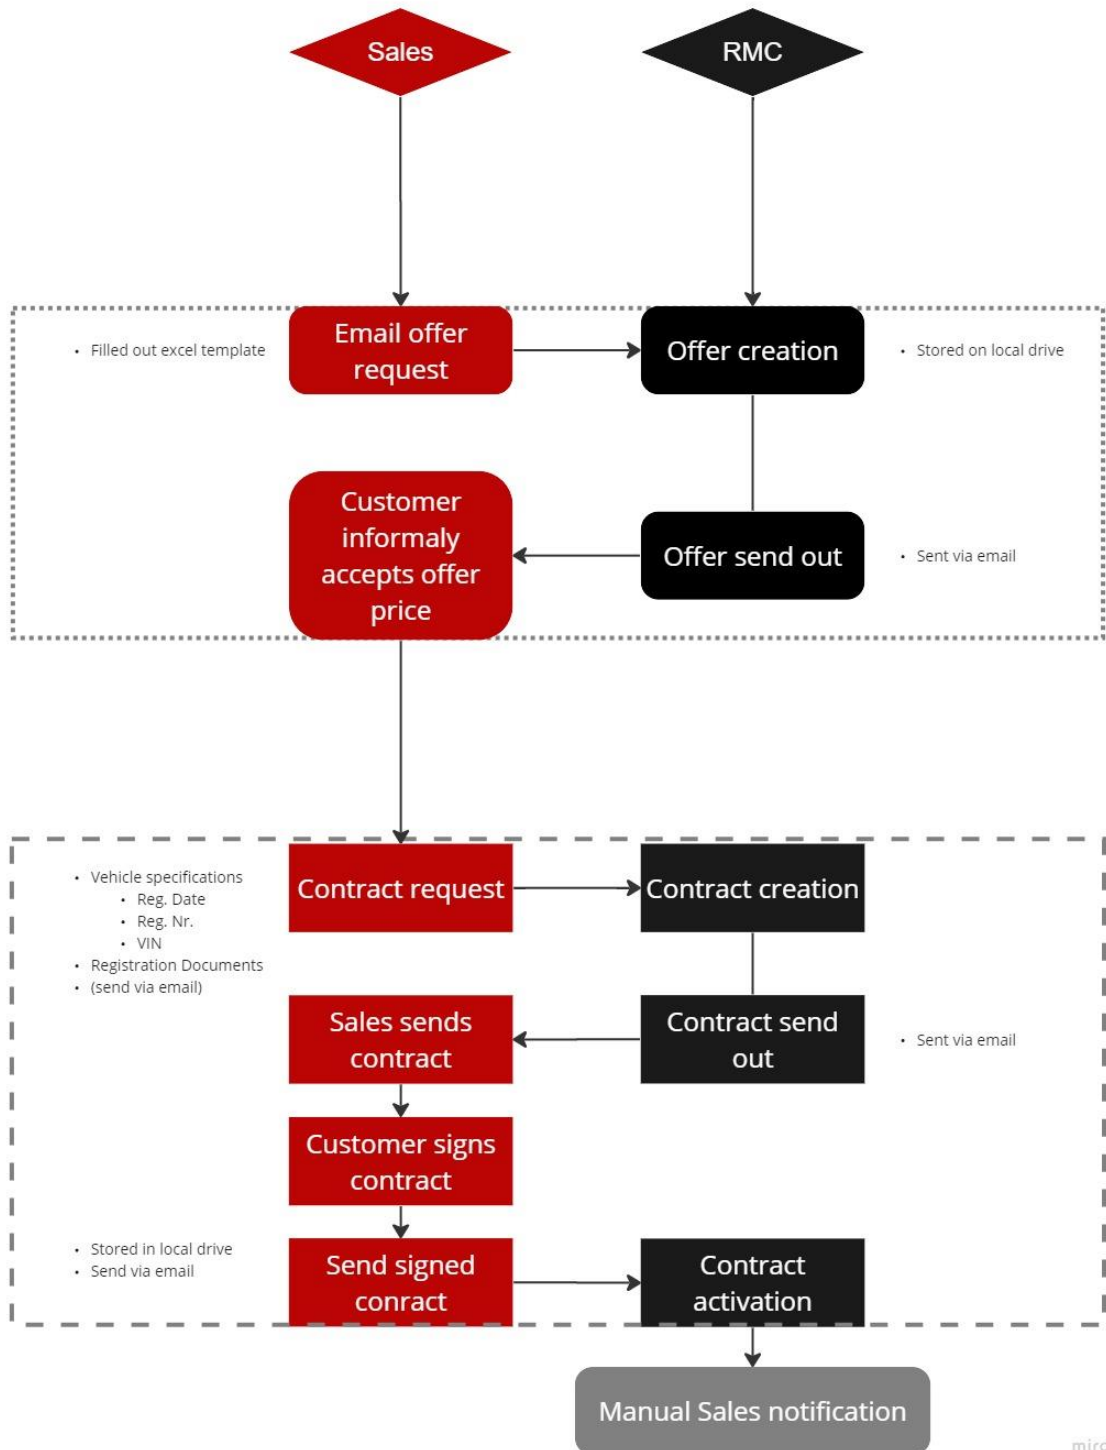 Sales
RMC
• Filled out excel template
Email offer
request
Offer creation
• Stored on local drive
Customer
informaly
accepts offer
price
Offer send out
• Sent via email
• Vehicle specifications
• Reg. Date
• Reg. Nr.
• VIN
• Registration Documents
• (send via email)
Contract request
Contract creation
Sales sends
contract
Contract send
out
• Sent via email
Customer signs
contract
• Stored in local drive
• Send via email
Send signed
conract
Contract
activation
Manual Sales notification